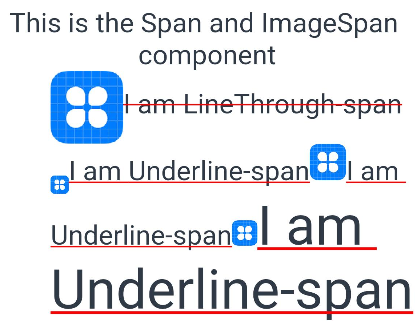 This is the Span and ImageSpan
component
I am LineThrough-span
I am Underline-span I am
Underline-span I am
Underline-span